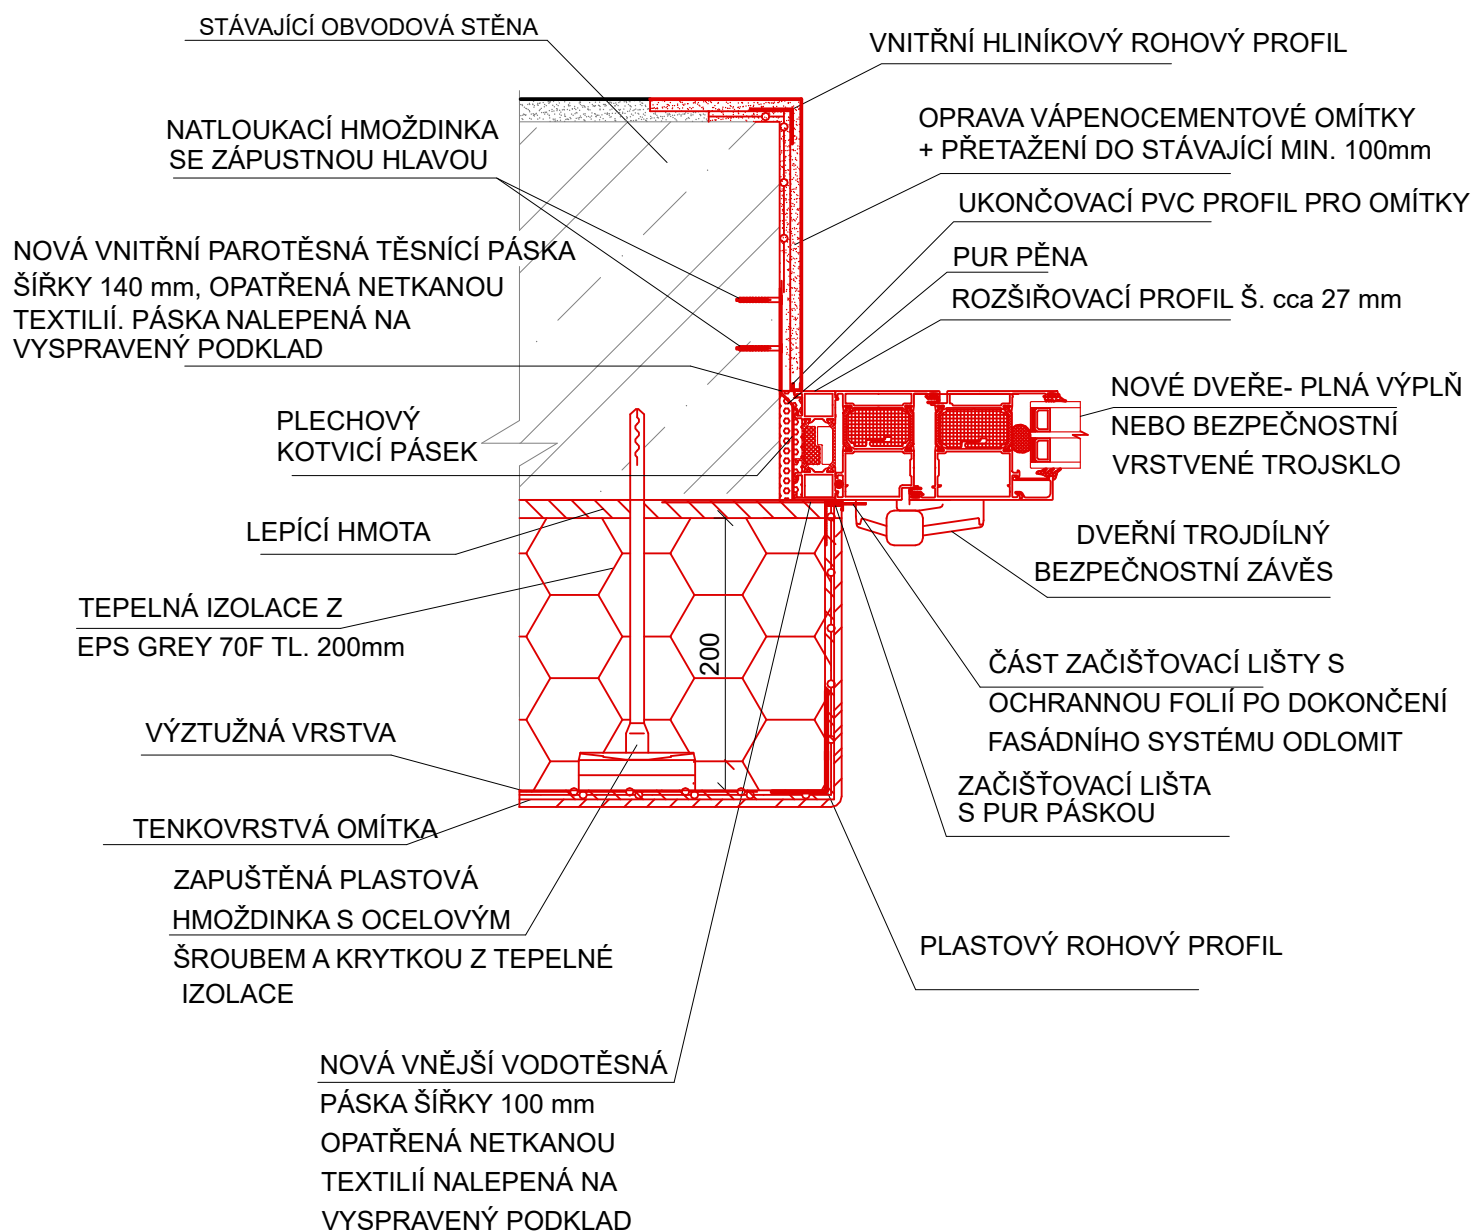 STÁVAJÍCÍ OBVODOVÁ STĚNA
VNITŘNÍ HLINÍKOVÝ ROHOVÝ PROFIL
NATLOUKACÍ HMOŽDINKA
SE ZÁPUSTNOU HLAVOU
OPRAVA VÁPENOCEMENTOVÉ OMÍTKY
+ PŘETAŽENÍ DO STÁVAJÍCÍ MIN. 100mm
UKONČOVACÍ PVC PROFIL PRO OMÍTKY
NOVÁ VNITŘNÍ PAROTĚSNÁ TĚSNÍCÍ PÁSKA
ŠÍŘKY 140 mm, OPATŘENÁ NETKANOU
TEXTILIÍ. PÁSKA NALEPENÁ NA
VYSPRAVENÝ PODKLAD
PUR PĚNA
ROZŠIŘOVACÍ PROFIL Š. cca 27 mm
NOVÉ DVEŘE- PLNÁ VÝPLŇ
NEBO BEZPEČNOSTNÍ
VRSTVENÉ TROJSKLO
PLECHOVÝ
KOTVICÍ PÁSEK
LEPÍCÍ HMOTA
DVEŘNÍ TROJDÍLNÝ
BEZPEČNOSTNÍ ZÁVĚS
TEPELNÁ IZOLACE Z
EPS GREY 70F TL. 200mm
200
ČÁST ZAČIŠŤOVACÍ LIŠTY S
OCHRANNOU FOLIÍ PO DOKONČENÍ
FASÁDNÍHO SYSTÉMU ODLOMIT
VÝZTUŽNÁ VRSTVA
ZAČIŠŤOVACÍ LIŠTA
S PUR PÁSKOU
TENKOVRSTVÁ OMÍTKA
ZAPUŠTĚNÁ PLASTOVÁ
HMOŽDINKA S OCELOVÝM
ŠROUBEM A KRYTKOU Z TEPELNÉ
IZOLACE
PLASTOVÝ ROHOVÝ PROFIL
NOVÁ VNĚJŠÍ VODOTĚSNÁ
PÁSKA ŠÍŘKY 100 mm
OPATŘENÁ NETKANOU
TEXTILIÍ NALEPENÁ NA
VYSPRAVENÝ PODKLAD